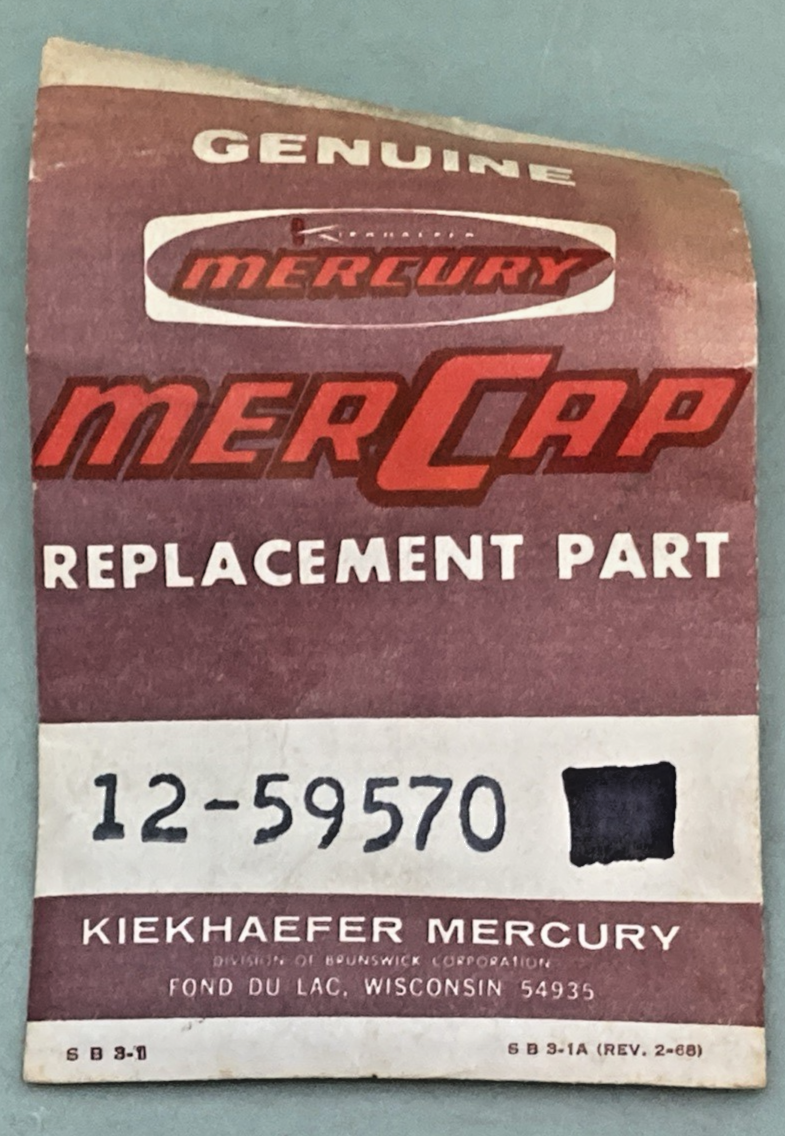 GENUINE
KIEKHAEFER
MERCURY
MERCAP
REPLACEMENT PART
12-59570
KIEKHAEFER MERCURY
DIVISION OF BRUNSWICK CORPORATION
FOND DU LAC, WISCONSIN 54935
S B 3-1
S B 3-1A (REV. 2-68)